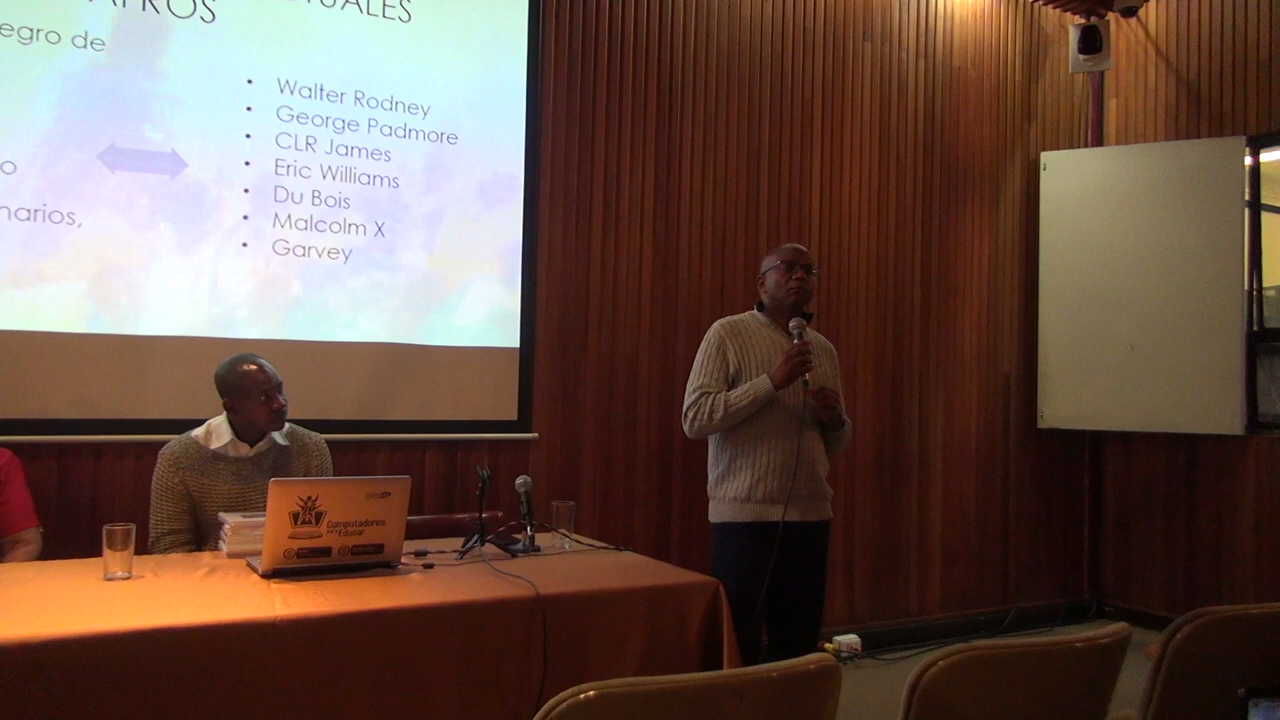 AFROS
egro de
narios,
• Walter Rodney
• George Padmore
• CLR James
• Eric Williams
• Du Bois
• Malcolm X
• Garvey
Computadores
para Educar